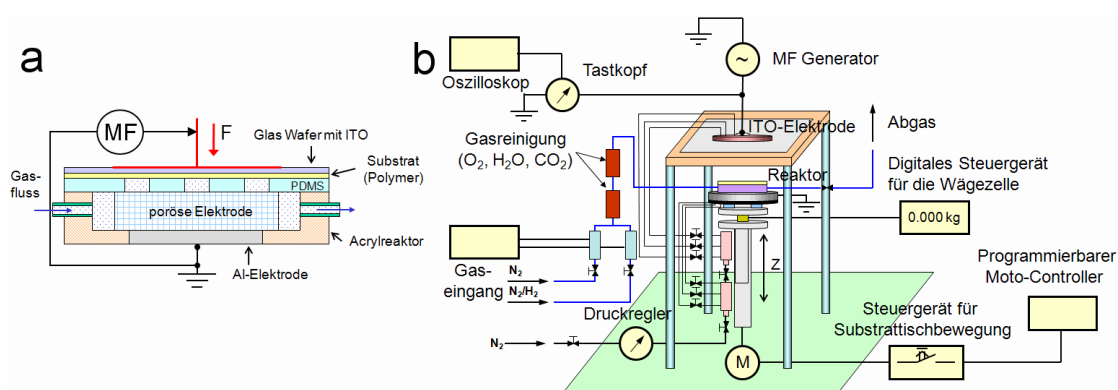 a
MF
F
Glas Wafer mit ITO
Substrat
(Polymer)
Gas-
fluss
PDMS
poröse Elektrode
Acrylreaktor
Al-Elektrode
b
Oszilloskop
Tastkopf
~
MF Generator
ITO-Elektrode
Abgas
Gasreinigung
(O2, H2O, CO2)
Reaktor
Digitales Steuergerät
für die Wägezelle
0.000 kg
Gas-
eingang
N2
N2/H2
Z
Programmierbarer
Moto-Controller
Druckregler
Steuergerät für
Substrattischbewegung
N2
M